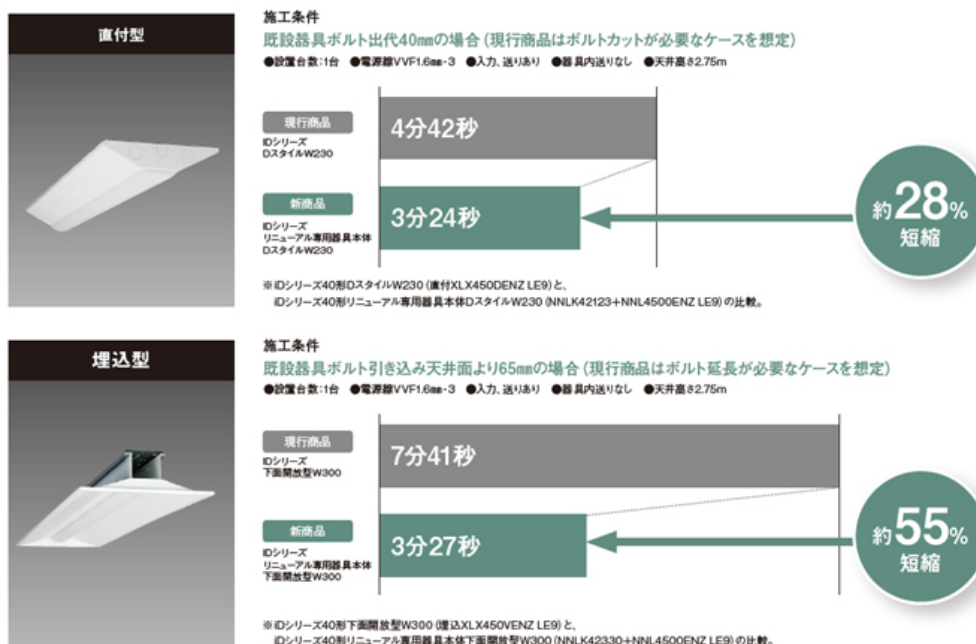 直付型
施工条件
既設器具ボルト出代40mmの場合(現行商品はボルトカットが必要なケースを想定)
●設置台数:1台 ●電源線VVF1.6mm-3 ●入力、送りあり ●器具内送りなし ●天井高さ2.75m
現行商品
iDシリーズ
DスタイルW230
4分42秒
新商品
iDシリーズ
リニューアル専用器具本体
DスタイルW230
3分24秒
約28%
短縮
※iDシリーズ40形DスタイルW230(直付XLX450DENZ LE9)と、
iDシリーズ40形リニューアル専用器具本体DスタイルW230(NNLK42123+NNL4500ENZ LE9)の比較。
埋込型
施工条件
既設器具ボルト引き込み天井面より65mmの場合(現行商品はボルト延長が必要なケースを想定)
●設置台数:1台 ●電源線VVF1.6mm-3 ●入力、送りあり ●器具内送りなし ●天井高さ2.75m
現行商品
iDシリーズ
下面開放型W300
7分41秒
新商品
iDシリーズ
リニューアル専用器具本体
下面開放型W300
3分27秒
約55%
短縮
※iDシリーズ40形下面開放型W300(埋込XLX450VENZ LE9)と、
iDシリーズ40形リニューアル専用器具本体下面開放型W300(NNLK42330+NNL4500ENZ LE9)の比較。